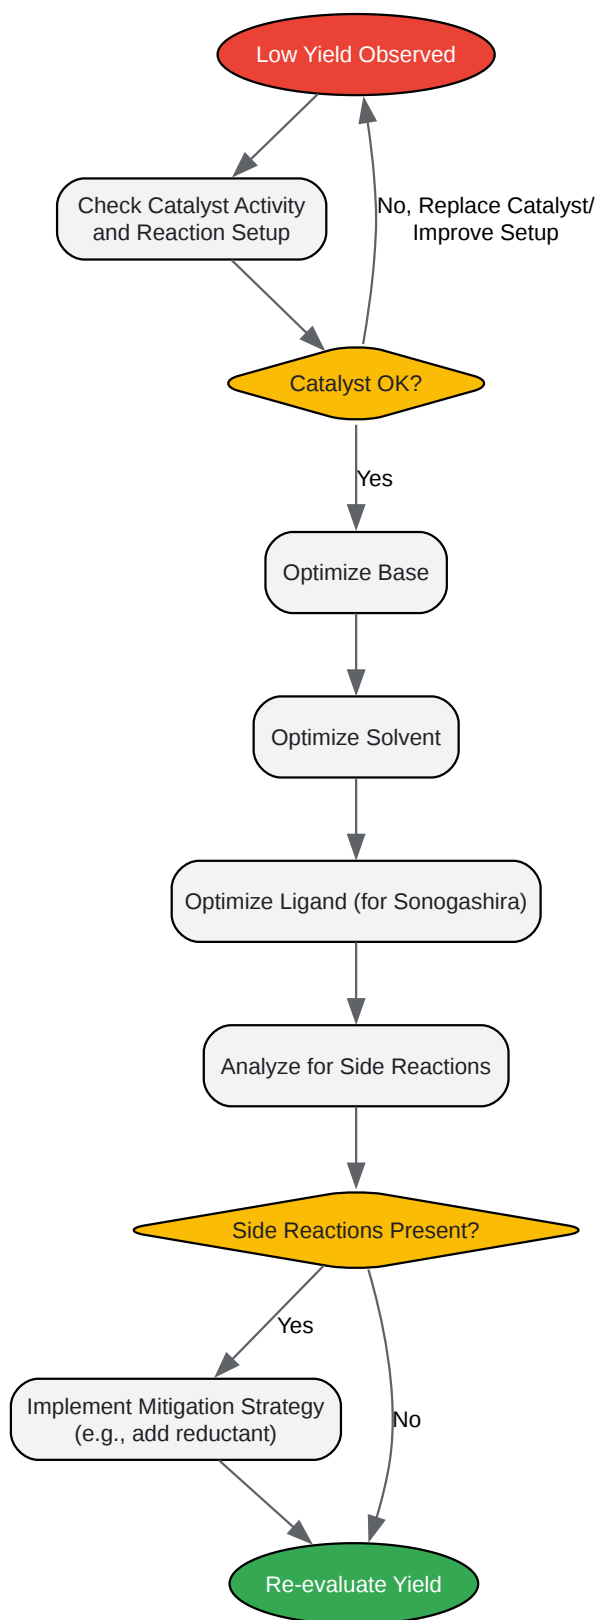 Low Yield Observed
Check Catalyst Activity
and Reaction Setup
No, Replace Catalyst/
Improve Setup
Catalyst OK?
Yes
Optimize Base
Optimize Solvent
Optimize Ligand (for Sonogashira)
Analyze for Side Reactions
Side Reactions Present?
Yes
Implement Mitigation Strategy
(e.g., add reductant)
No
Re-evaluate Yield